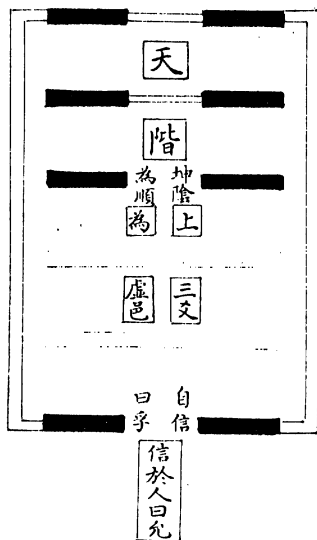 天
階
坤陰
為順
上
為
三爻
虛邑
自信
曰孚
信於人曰允